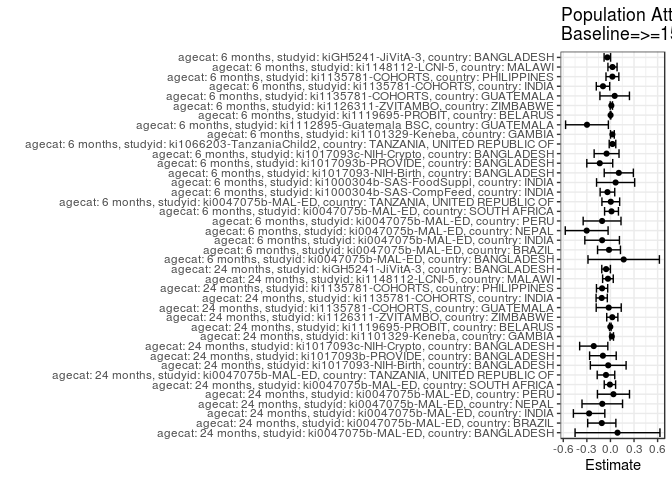 Population Att
Baseline=>=15
agecat: 6 months, studyid: kiGH5241-JiVitA-3, country: BANGLADESH
agecat: 6 months, studyid: ki1148112-LCNI-5, country: MALAWI
agecat: 6 months, studyid: ki1135781-COHORTS, country: PHILIPPINES
agecat: 6 months, studyid: ki1135781-COHORTS, country: INDIA
agecat: 6 months, studyid: ki1135781-COHORTS, country: GUATEMALA
agecat: 6 months, studyid: ki1126311-ZVITAMBO, country: ZIMBABWE
agecat: 6 months, studyid: ki1119695-PROBIT, country: BELARUS
agecat: 6 months, studyid: ki1112895-Guatemala BSC, country: GUATEMALA
agecat: 6 months, studyid: ki1101329-Keneba, country: GAMBIA
agecat: 6 months, studyid: ki1066203-TanzaniaChild2, country: TANZANIA, UNITED REPUBLIC OF
agecat: 6 months, studyid: ki1017093c-NIH-Crypto, country: BANGLADESH
agecat: 6 months, studyid: ki1017093b-PROVIDE, country: BANGLADESH
agecat: 6 months, studyid: ki1017093-NIH-Birth, country: BANGLADESH
agecat: 6 months, studyid: ki1000304b-SAS-FoodSuppl, country: INDIA
agecat: 6 months, studyid: ki1000304b-SAS-CompFeed, country: INDIA
agecat: 6 months, studyid: ki0047075b-MAL-ED, country: TANZANIA, UNITED REPUBLIC OF
agecat: 6 months, studyid: ki0047075b-MAL-ED, country: SOUTH AFRICA
agecat: 6 months, studyid: ki0047075b-MAL-ED, country: PERU
agecat: 6 months, studyid: ki0047075b-MAL-ED, country: NEPAL
agecat: 6 months, studyid: ki0047075b-MAL-ED, country: INDIA
agecat: 6 months, studyid: ki0047075b-MAL-ED, country: BRAZIL
agecat: 6 months, studyid: ki0047075b-MAL-ED, country: BANGLADESH
agecat: 24 months, studyid: kiGH5241-JiVitA-3, country: BANGLADESH
agecat: 24 months, studyid: ki1148112-LCNI-5, country: MALAWI
agecat: 24 months, studyid: ki1135781-COHORTS, country: PHILIPPINES
agecat: 24 months, studyid: ki1135781-COHORTS, country: INDIA
agecat: 24 months, studyid: ki1135781-COHORTS, country: GUATEMALA
agecat: 24 months, studyid: ki1126311-ZVITAMBO, country: ZIMBABWE
agecat: 24 months, studyid: ki1119695-PROBIT, country: BELARUS
agecat: 24 months, studyid: ki1101329-Keneba, country: GAMBIA
agecat: 24 months, studyid: ki1017093c-NIH-Crypto, country: BANGLADESH
agecat: 24 months, studyid: ki1017093b-PROVIDE, country: BANGLADESH
agecat: 24 months, studyid: ki1017093-NIH-Birth, country: BANGLADESH
agecat: 24 months, studyid: ki0047075b-MAL-ED, country: TANZANIA, UNITED REPUBLIC OF
agecat: 24 months, studyid: ki0047075b-MAL-ED, country: SOUTH AFRICA
agecat: 24 months, studyid: ki0047075b-MAL-ED, country: PERU
agecat: 24 months, studyid: ki0047075b-MAL-ED, country: NEPAL
agecat: 24 months, studyid: ki0047075b-MAL-ED, country: INDIA
agecat: 24 months, studyid: ki0047075b-MAL-ED, country: BRAZIL
agecat: 24 months, studyid: ki0047075b-MAL-ED, country: BANGLADESH
-0.6 -0.3 0.0 0.3 0.6
Estimate